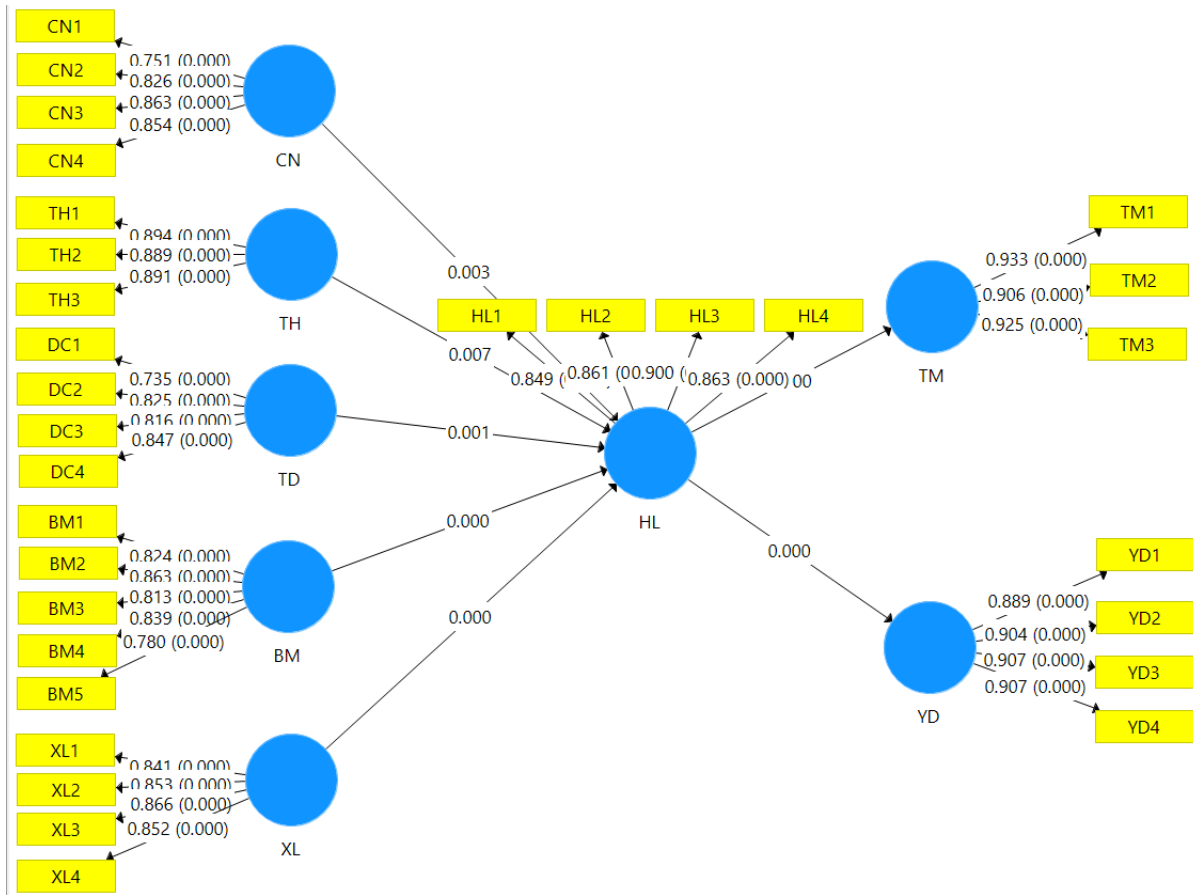 CN1
CN2
CN3
CN4
0.751 (0.000)
0.826 (0.000)
0.863 (0.000)
0.854 (0.000)
CN
TH1
TH2
TH3
0.894 (0.000)
0.889 (0.000)
0.891 (0.000)
TH
DC1
DC2
DC3
DC4
0.735 (0.000)
0.825 (0.000)
0.816 (0.000)
0.847 (0.000)
TD
BM1
BM2
BM3
BM4
BM5
0.824 (0.000)
0.863 (0.000)
0.813 (0.000)
0.839 (0.000)
0.780 (0.000)
BM
XL1
XL2
XL3
XL4
0.841 (0.000)
0.853 (0.000)
0.866 (0.000)
0.852 (0.000)
XL
0.003
0.007
0.001
0.000
0.000
HL1
HL2
HL3
HL4
0.849 (
0.861 (
0.900 (
0.863 (0.000)
00
HL
0.000
TM1
TM2
TM3
0.933 (0.000)
0.906 (0.000)
0.925 (0.000)
TM
YD1
YD2
YD3
YD4
0.889 (0.000)
0.904 (0.000)
0.907 (0.000)
0.907 (0.000)
YD